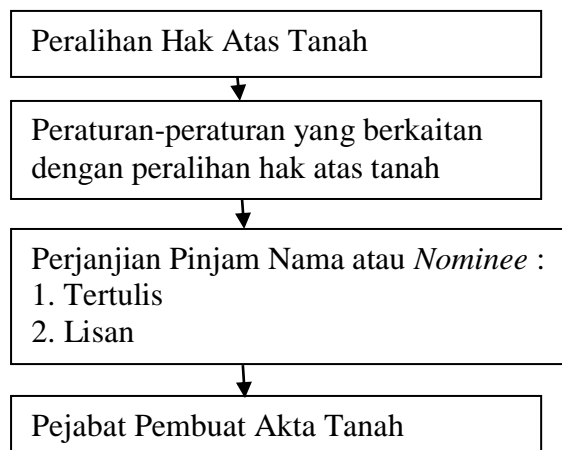 Peralihan Hak Atas Tanah
Peraturan-peraturan yang berkaitan
dengan peralihan hak atas tanah
Perjanjian Pinjam Nama atau Nominee :
1. Tertulis
2. Lisan
Pejabat Pembuat Akta Tanah